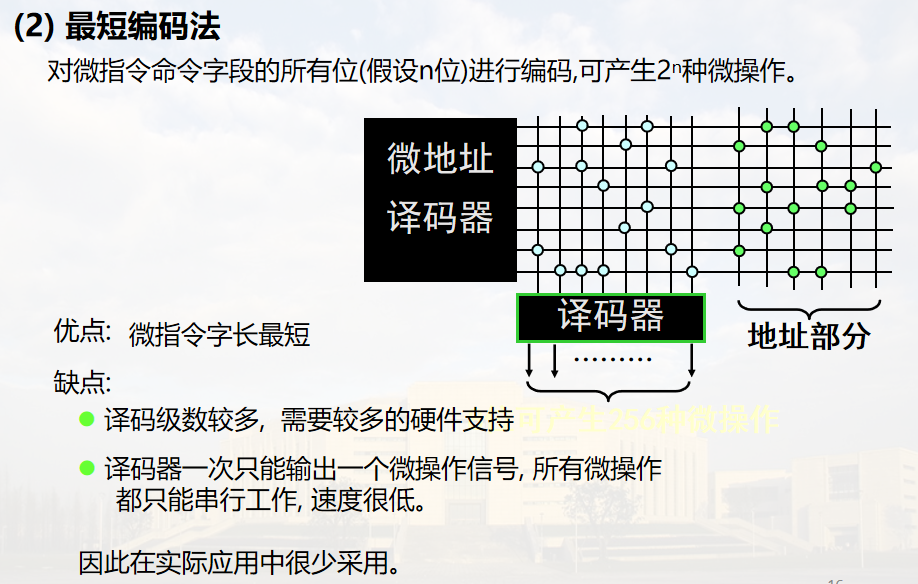 (2) 最短编码法
对微指令命令字段的所有位(假设n位)进行编码,可产生2ⁿ种微操作。
微地址
译码器
译码器
地址部分
………
优点: 微指令字长最短
缺点:
译码级数较多, 需要较多的硬件支持
可产生256种微操作
译码器一次只能输出一个微操作信号, 所有微操作
都只能串行工作, 速度很低。
因此在实际应用中很少采用。